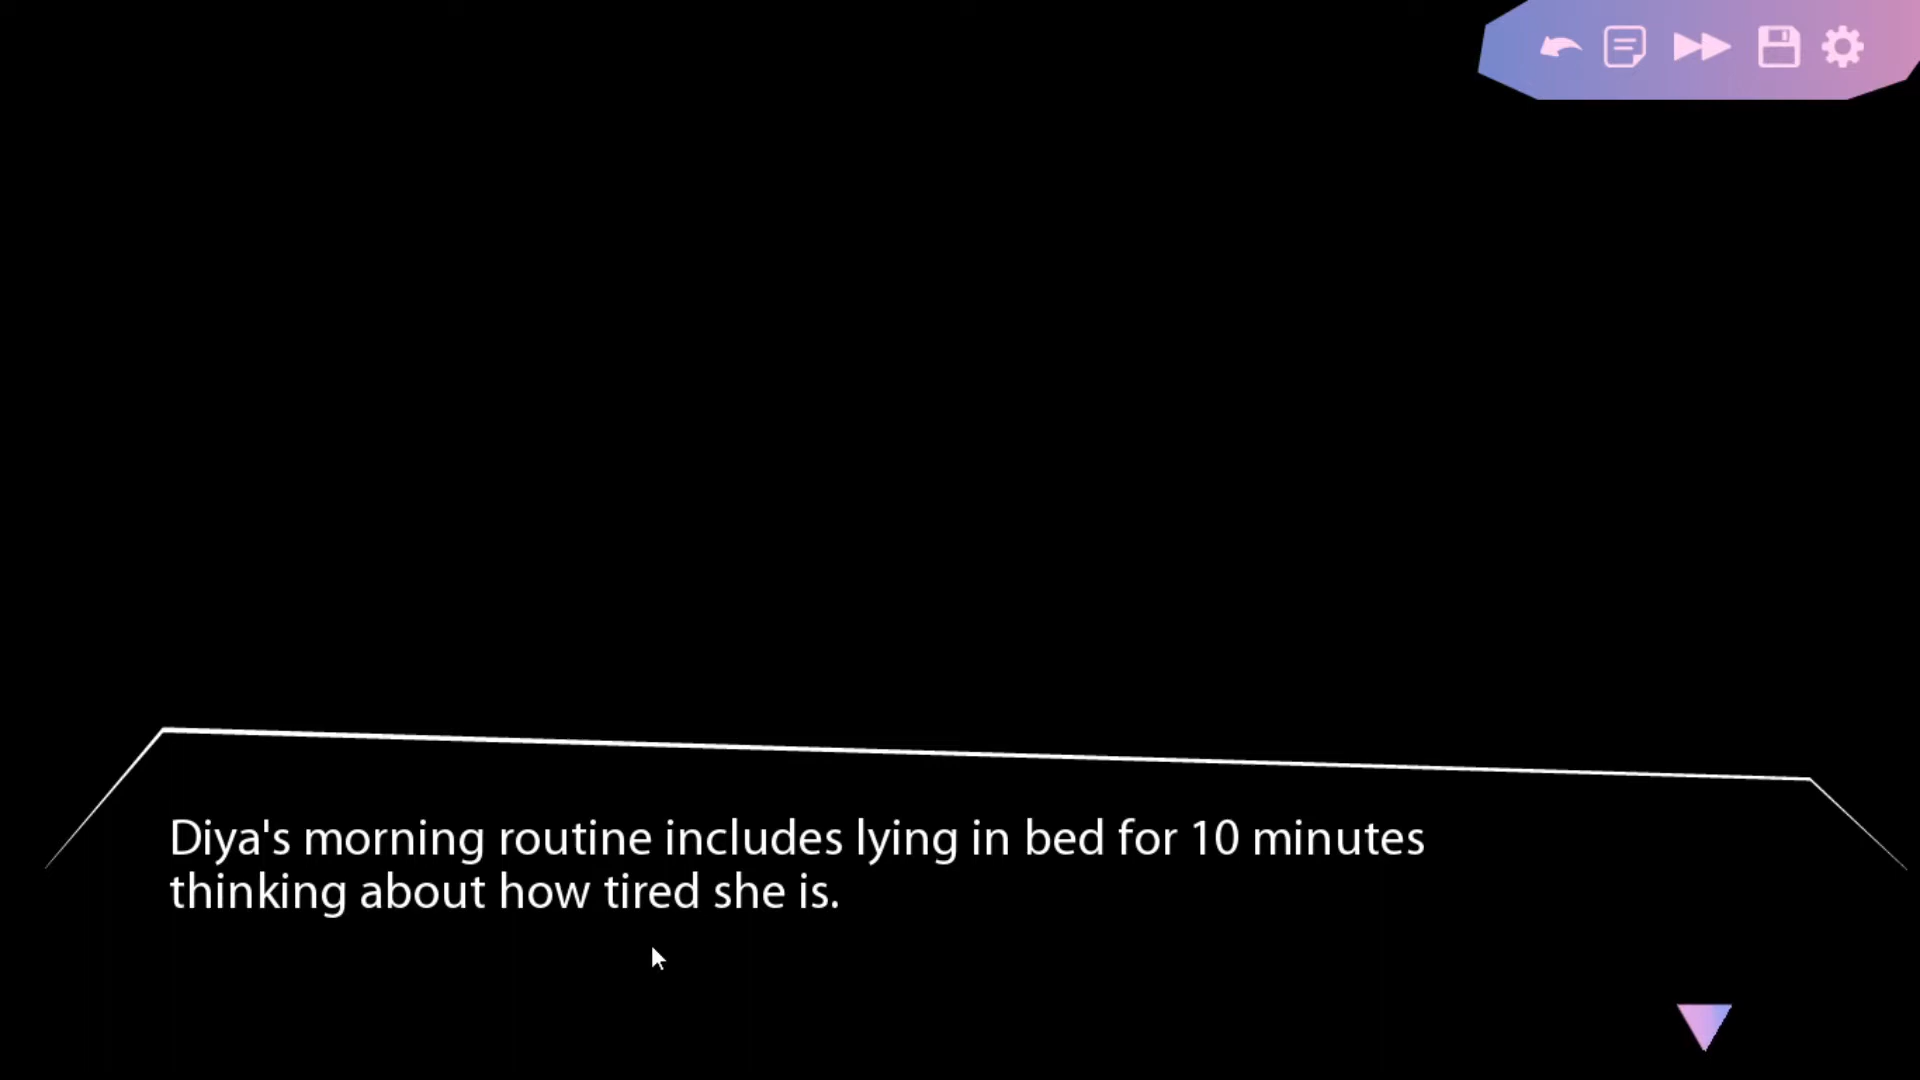 Diya's morning routine includes lying in bed for 10 minutes
thinking about how tired she is.